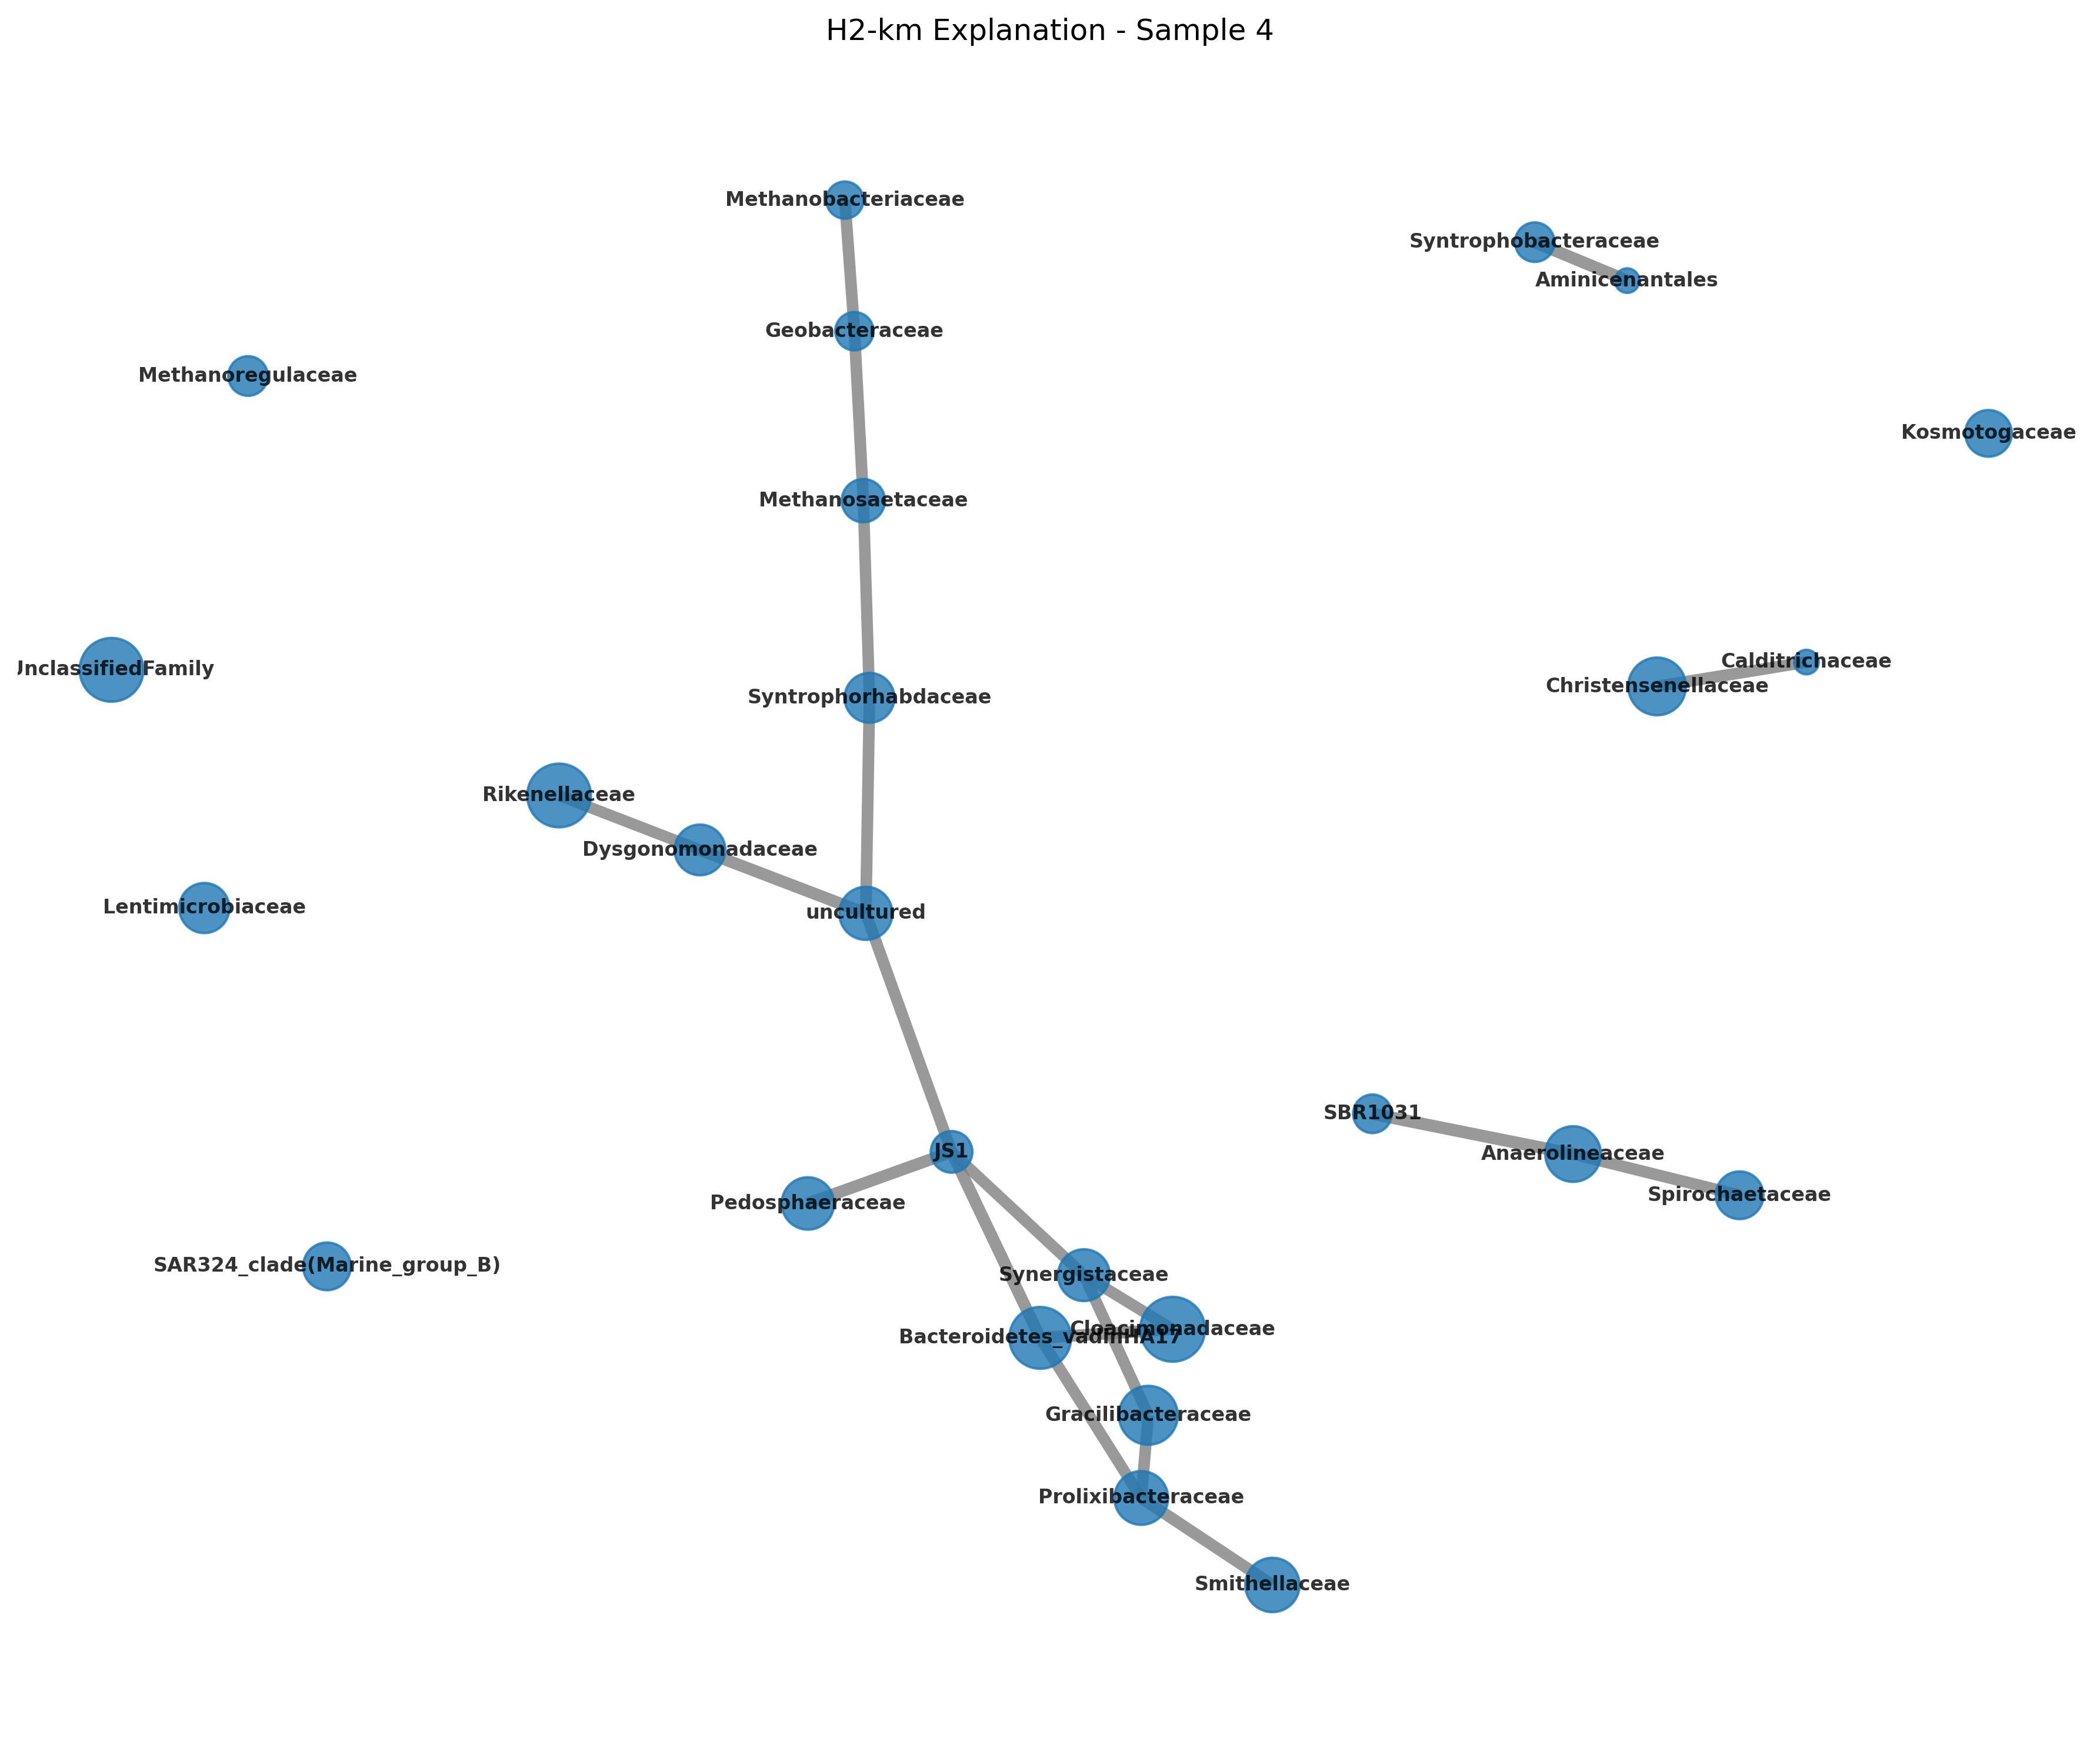 H2-km Explanation - Sample 4
Methanobacteriaceae
Syntrophobacteraceae
Aminicenantales
Geobacteraceae
Methanoregulaceae
Kosmotogaceae
Methanosaetaceae
Calditrichaceae
UnclassifiedFamily
Christensenellaceae
Syntrophorhabdaceae
Rikenellaceae
Dysgonomonadaceae
Lentimicrobiaceae
uncultured
SBR1031
JS1
Anaerolineaceae
Spirochaetaceae
Pedosphaeraceae
SAR324_clade(Marine_group_B)
Synergistaceae
Cloacimonadaceae
Bacteroidetes_vadinHA17
Gracilibacteraceae
Prolixibacteraceae
Smithellaceae